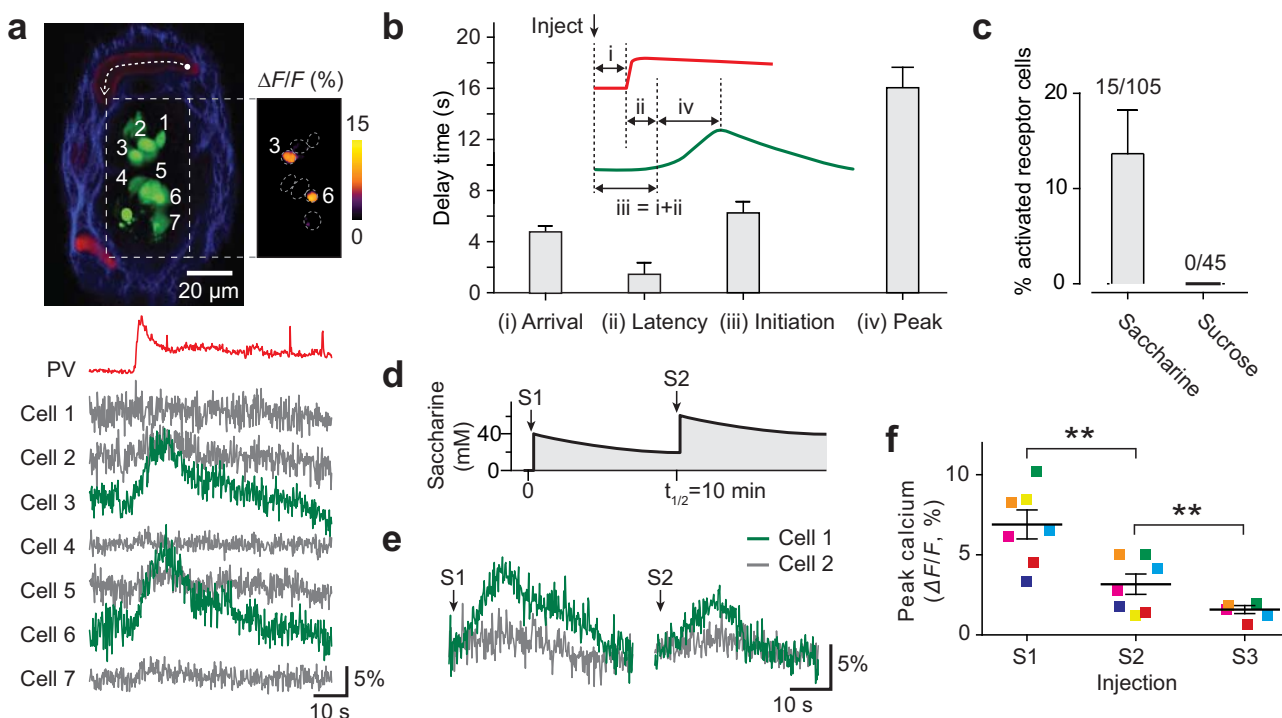 a
ΔF/F (%)
15
0
1
2
3
4
5
6
7
3
6
20 µm
PV
Cell 1
Cell 2
Cell 3
Cell 4
Cell 5
Cell 6
Cell 7
5%
10 s
b
Inject
Delay time (s)
20
16
12
8
4
0
i
ii
iv
iii = i+ii
(i) Arrival
(ii) Latency
(iii) Initiation
(iv) Peak
c
% activated receptor cells
20
10
0
15/105
0/45
Saccharine
Sucrose
d
S1
S2
Saccharine
(mM)
40
0
0
t1/2=10 min
e
Cell 1
Cell 2
S1
S2
5%
10 s
f
Peak calcium
(ΔF/F, %)
10
5
0
**
**
S1
S2
S3
Injection